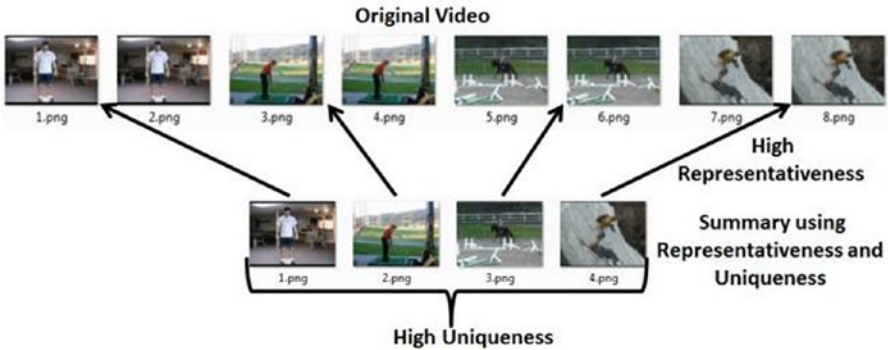 Original Video
1.png 2.png 3.png 4.png 5.png 6.png 7.png 8.png
High
Representativeness
Summary using
Representativeness and
Uniqueness
1.png 2.png 3.png 4.png
High Uniqueness